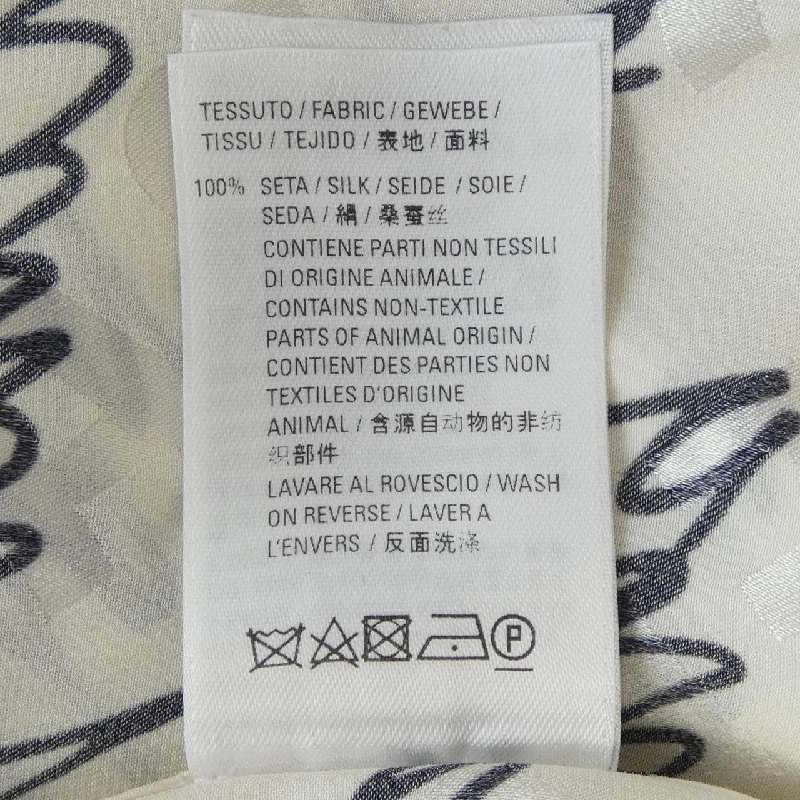 TESSUTO / FABRIC / GEWEBE /
TISSU / TEJIDO / 表地 / 面料
100% SETA / SILK / SEIDE / SOIE /
SEDA / 絹 / 桑蚕丝
CONTIENE PARTI NON TESSILI
DI ORIGINE ANIMALE /
CONTAINS NON-TEXTILE
PARTS OF ANIMAL ORIGIN /
CONTIENT DES PARTIES NON
TEXTILES D'ORIGINE
ANIMAL / 含源自动物的非纺
织部件
LAVARE AL ROVESCIO / WASH
ON REVERSE / LAVER A
L'ENVERS / 反面洗涤
P